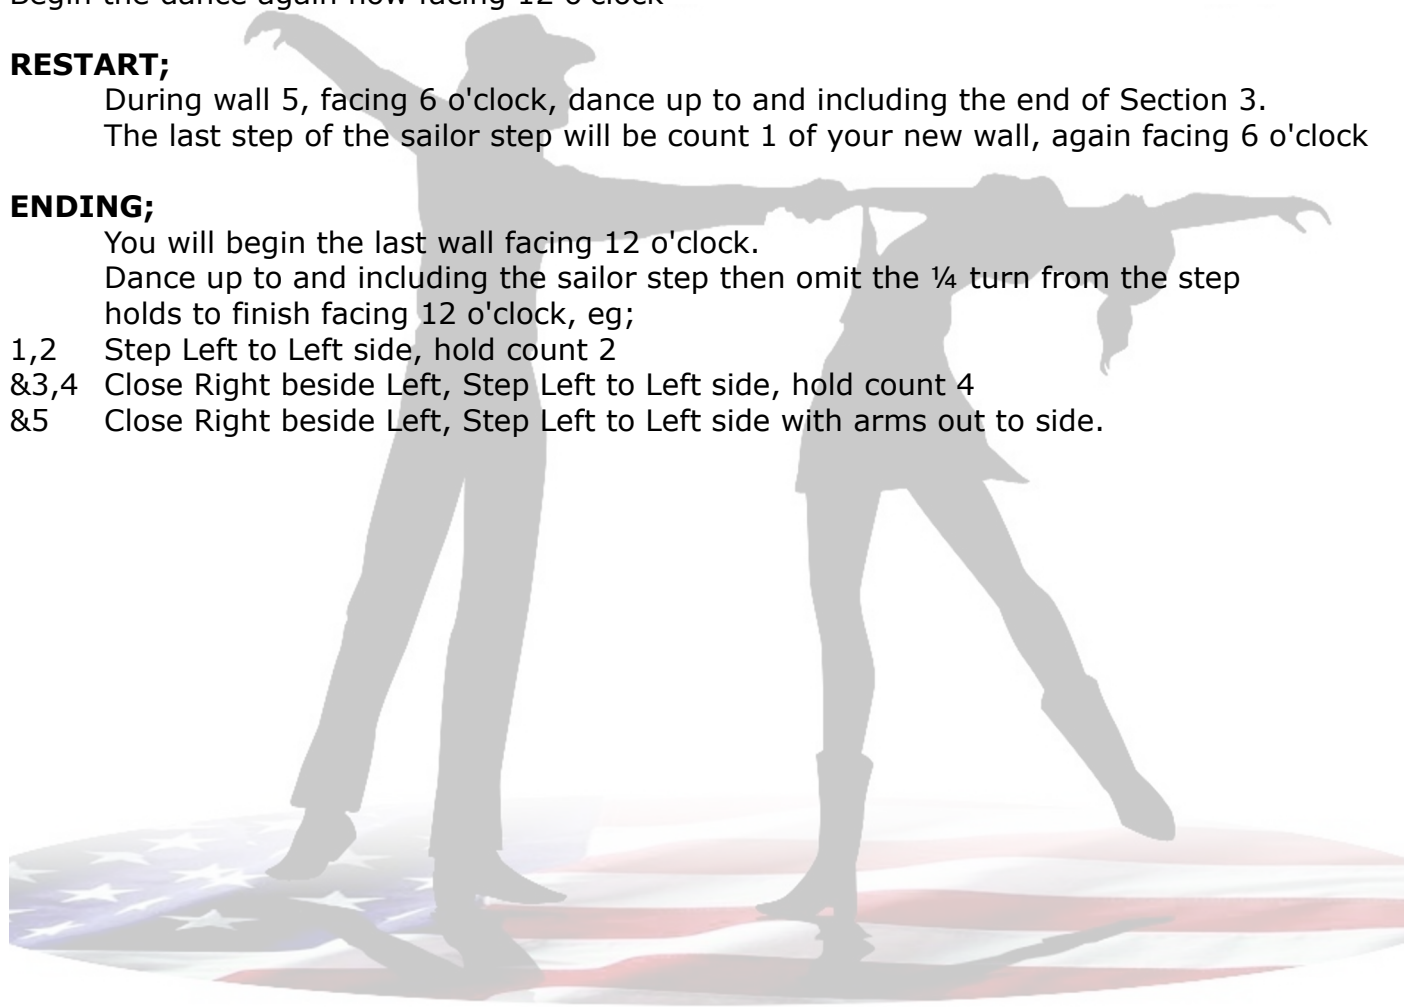 Begin the dance again now facing 12 o'clock
RESTART;
During wall 5, facing 6 o'clock, dance up to and including the end of Section 3.
The last step of the sailor step will be count 1 of your new wall, again facing 6 o'clock
ENDING;
You will begin the last wall facing 12 o'clock.
Dance up to and including the sailor step then omit the ¼ turn from the step
holds to finish facing 12 o'clock, eg;
1,2 Step Left to Left side, hold count 2
&3,4 Close Right beside Left, Step Left to Left side, hold count 4
&5 Close Right beside Left, Step Left to Left side with arms out to side.